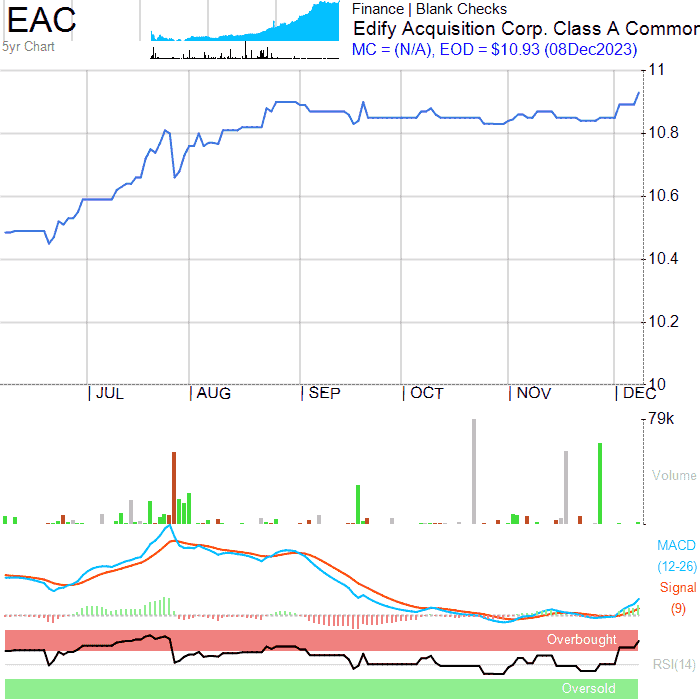 EAC
5yr Chart
Finance | Blank Checks
Edify Acquisition Corp. Class A Common
MC = (N/A), EOD = $10.93 (08Dec2023)
11
10.8
10.6
10.4
10.2
10
JUL
AUG
SEP
OCT
NOV
DEC
79k
Volume
MACD
(12-26)
Signal
(9)
Overbought
RSI(14)
Oversold